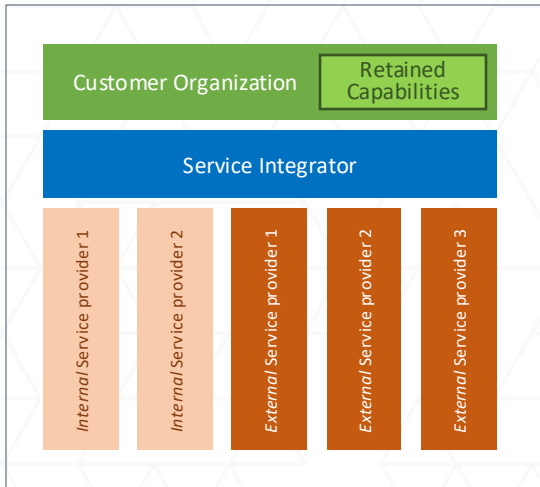 Customer Organization
Retained
Capabilities
Service Integrator
Internal Service provider 1
Internal Service provider 2
External Service provider 1
External Service provider 2
External Service provider 3